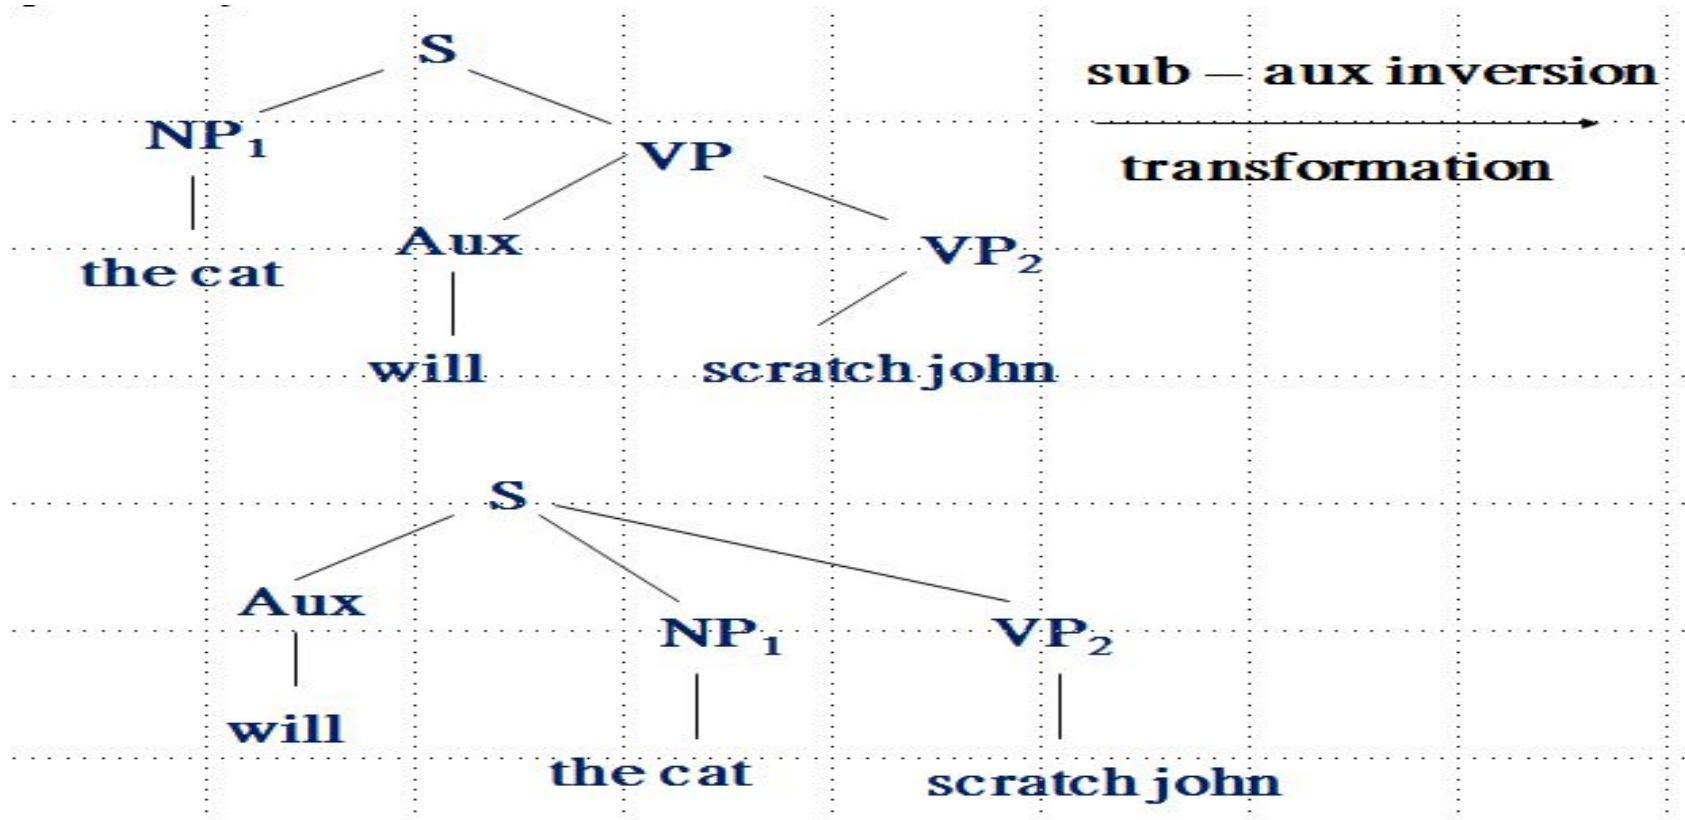 S
sub – aux inversion
NP1
VP
transformation
Aux
VP2
the cat
will
scratch john
S
Aux
NP1
VP2
will
the cat
scratch john